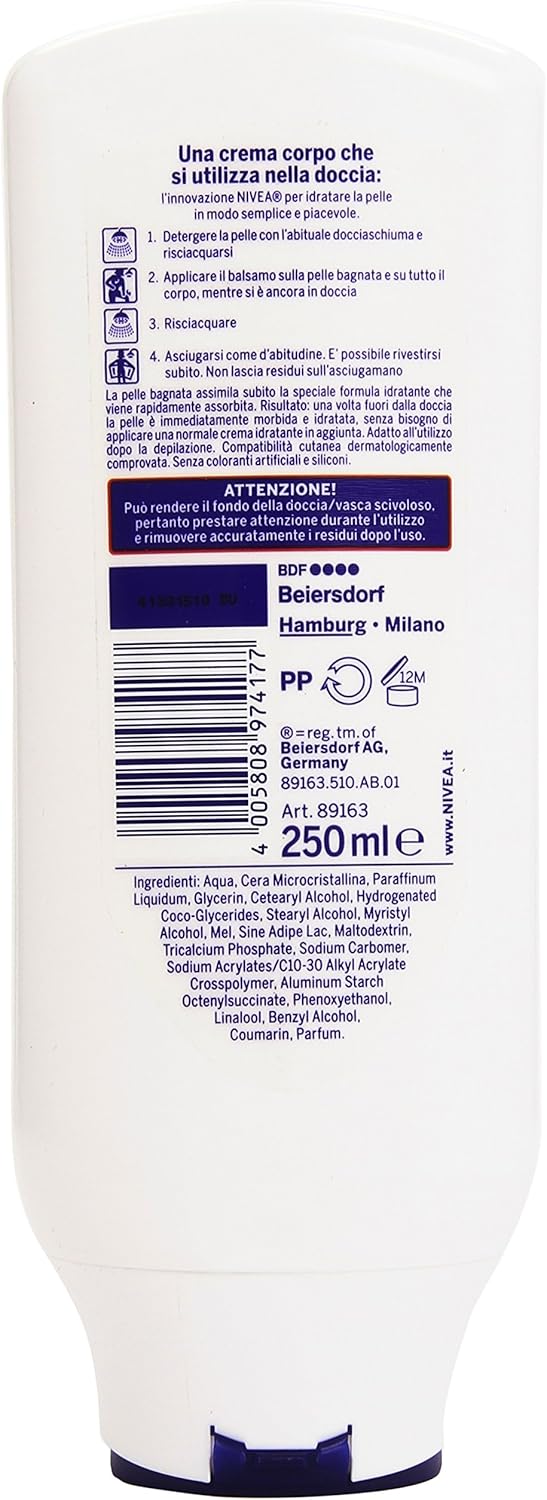 Una crema corpo che
si utilizza nella doccia:
l'innovazione NIVEA® per idratare la pelle
in modo semplice e piacevole.
1. Detergere la pelle con l'abituale docciaschiuma e
risciacquarsi
2. Applicare il balsamo sulla pelle bagnata e su tutto il
corpo, mentre si è ancora in doccia
3. Risciacquare
4. Asciugarsi come d'abitudine. E' possibile rivestirsi
subito. Non lascia residui sull'asciugamano
La pelle bagnata assimila subito la speciale formula idratante che
viene rapidamente assorbita. Risultato: una volta fuori dalla doccia
la pelle è immediatamente morbida e idratata, senza bisogno di
applicare una normale crema idratante in aggiunta. Adatto all'utilizzo
dopo la depilazione. Compatibilità cutanea dermatologicamente
comprovata. Senza coloranti artificiali e siliconi.
ATTENZIONE!
Può rendere il fondo della doccia/vasca scivoloso,
pertanto prestare attenzione durante l'utilizzo
e rimuovere accuratamente i residui dopo l'uso.
BDF●●●●
Beiersdorf
Hamburg • Milano
PP
12M
®=reg. tm. of
Beiersdorf AG,
Germany
89163.510.AB.01
Art. 89163
250 ml e
www.NIVEA.it
4 005808 974177
Ingredienti: Aqua, Cera Microcristallina, Paraffinum
Liquidum, Glycerin, Cetearyl Alcohol, Hydrogenated
Coco-Glycerides, Stearyl Alcohol, Myristyl
Alcohol, Mel, Sine Adipe Lac, Maltodextrin,
Tricalcium Phosphate, Sodium Carbomer,
Sodium Acrylates/C10-30 Alkyl Acrylate
Crosspolymer, Aluminum Starch
Octenylsuccinate, Phenoxyethanol,
Linalool, Benzyl Alcohol,
Coumarin, Parfum.